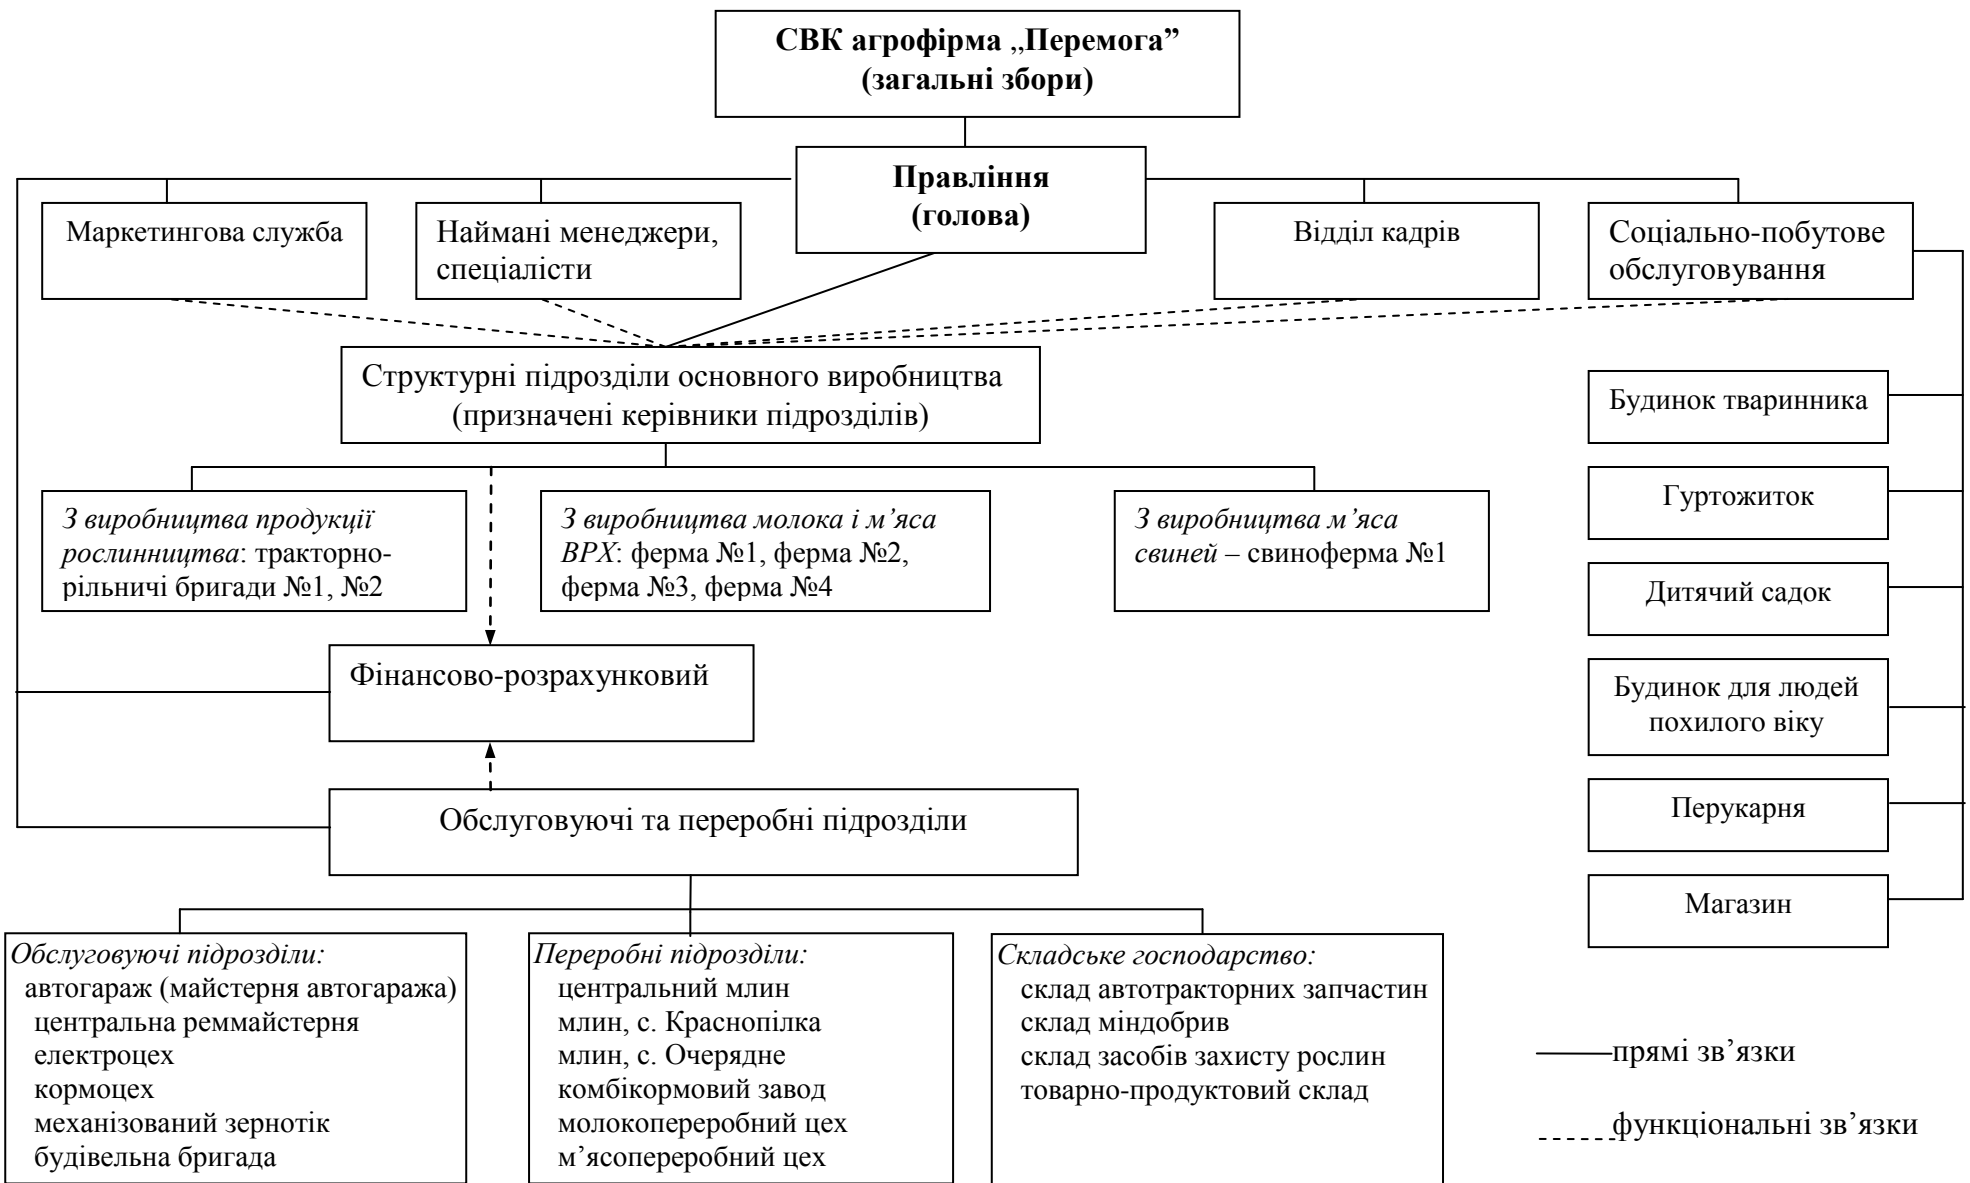 СВК агрофірма „Перемога”
(загальні збори)
Правління
(голова)
Маркетингова служба
Наймані менеджери,
спеціалісти
Відділ кадрів
Соціально-побутове
обслуговування
Структурні підрозділи основного виробництва
(призначені керівники підрозділів)
З виробництва продукції
рослинництва: тракторно-
рільничі бригади №1, №2
З виробництва молока і м’яса
ВРХ: ферма №1, ферма №2,
ферма №3, ферма №4
З виробництва м’яса
свиней – свиноферма №1
Будинок тваринника
Гуртожиток
Дитячий садок
Будинок для людей
похилого віку
Перукарня
Магазин
Фінансово-розрахунковий
Обслуговуючі та переробні підрозділи
Обслуговуючі підрозділи:
автогараж (майстерня автогаража)
центральна реммайстерня
електроцех
кормоцех
механізований зернотік
будівельна бригада
Переробні підрозділи:
центральний млин
млин, с. Краснопілка
млин, с. Очерядне
комбікормовий завод
молокопереробний цех
м’ясопереробний цех
Складське господарство:
склад автотракторних запчастин
склад міндобрив
склад засобів захисту рослин
товарно-продуктовий склад
прямі зв’язки
функціональні зв’язки